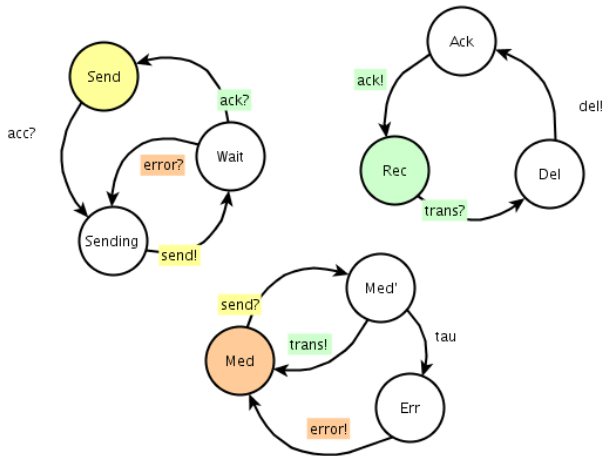 Send
acc?
ack?
Wait
error?
Sending
send!
Ack
ack!
del!
Rec
Del
trans?
Med'
send?
trans!
tau
Med
Err
error!